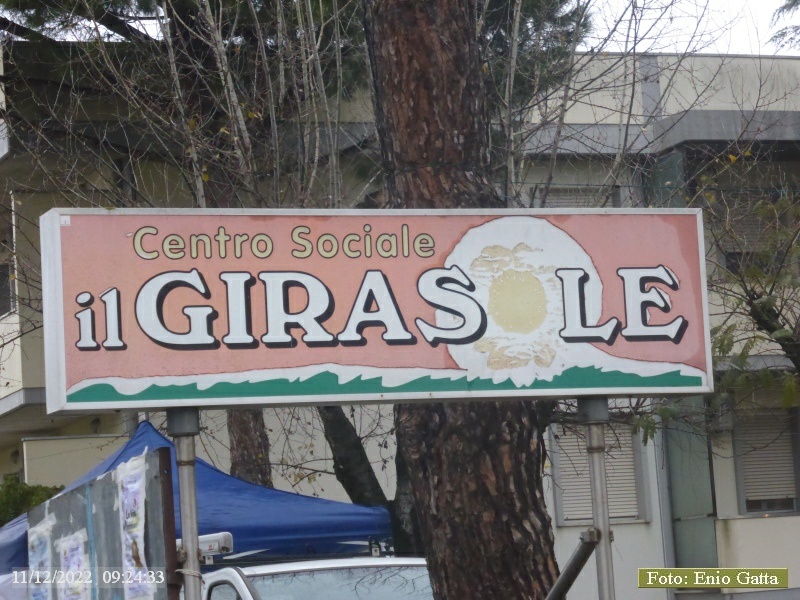 Centro Sociale
il GIRASOLE
11/12/2022 09:24:33
Foto: Enio Gatta